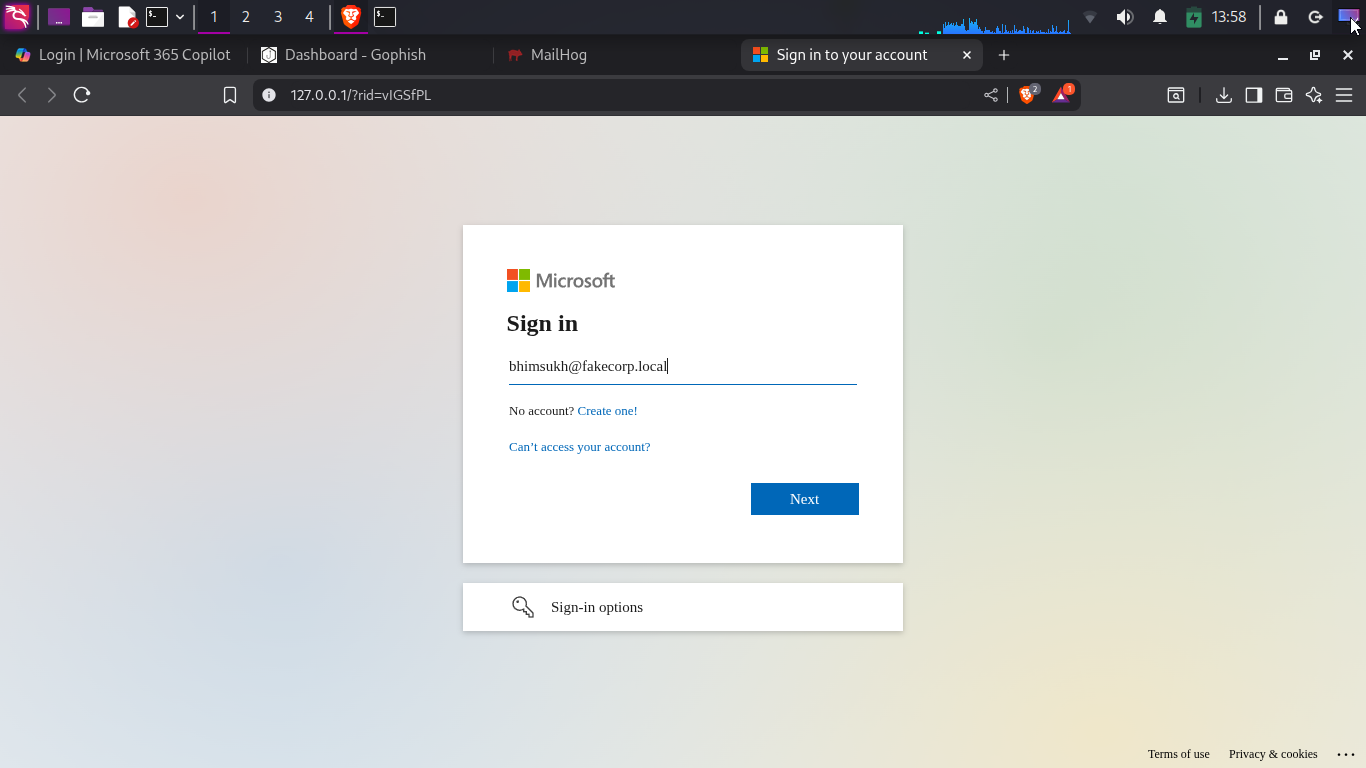 1 2 3 4 13:58
Login | Microsoft 365 Copilot Dashboard - Gophish MailHog Sign in to your account
127.0.0.1/?rid=vIGSfPL 2 1
Microsoft
Sign in
bhimsukh@fakecorp.local
No account? Create one!
Can’t access your account?
Next
Sign-in options
Terms of use Privacy & cookies